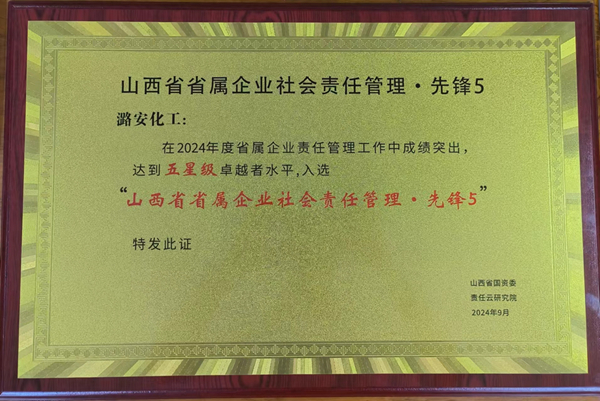 山西省省属企业社会责任管理·先锋5
潞安化工:
在2024年度省属企业责任管理工作中成绩突出,
达到五星级卓越者水平,入选
“山西省省属企业社会责任管理·先锋5”
特发此证
山西省国资委
责任云研究院
2024年9月